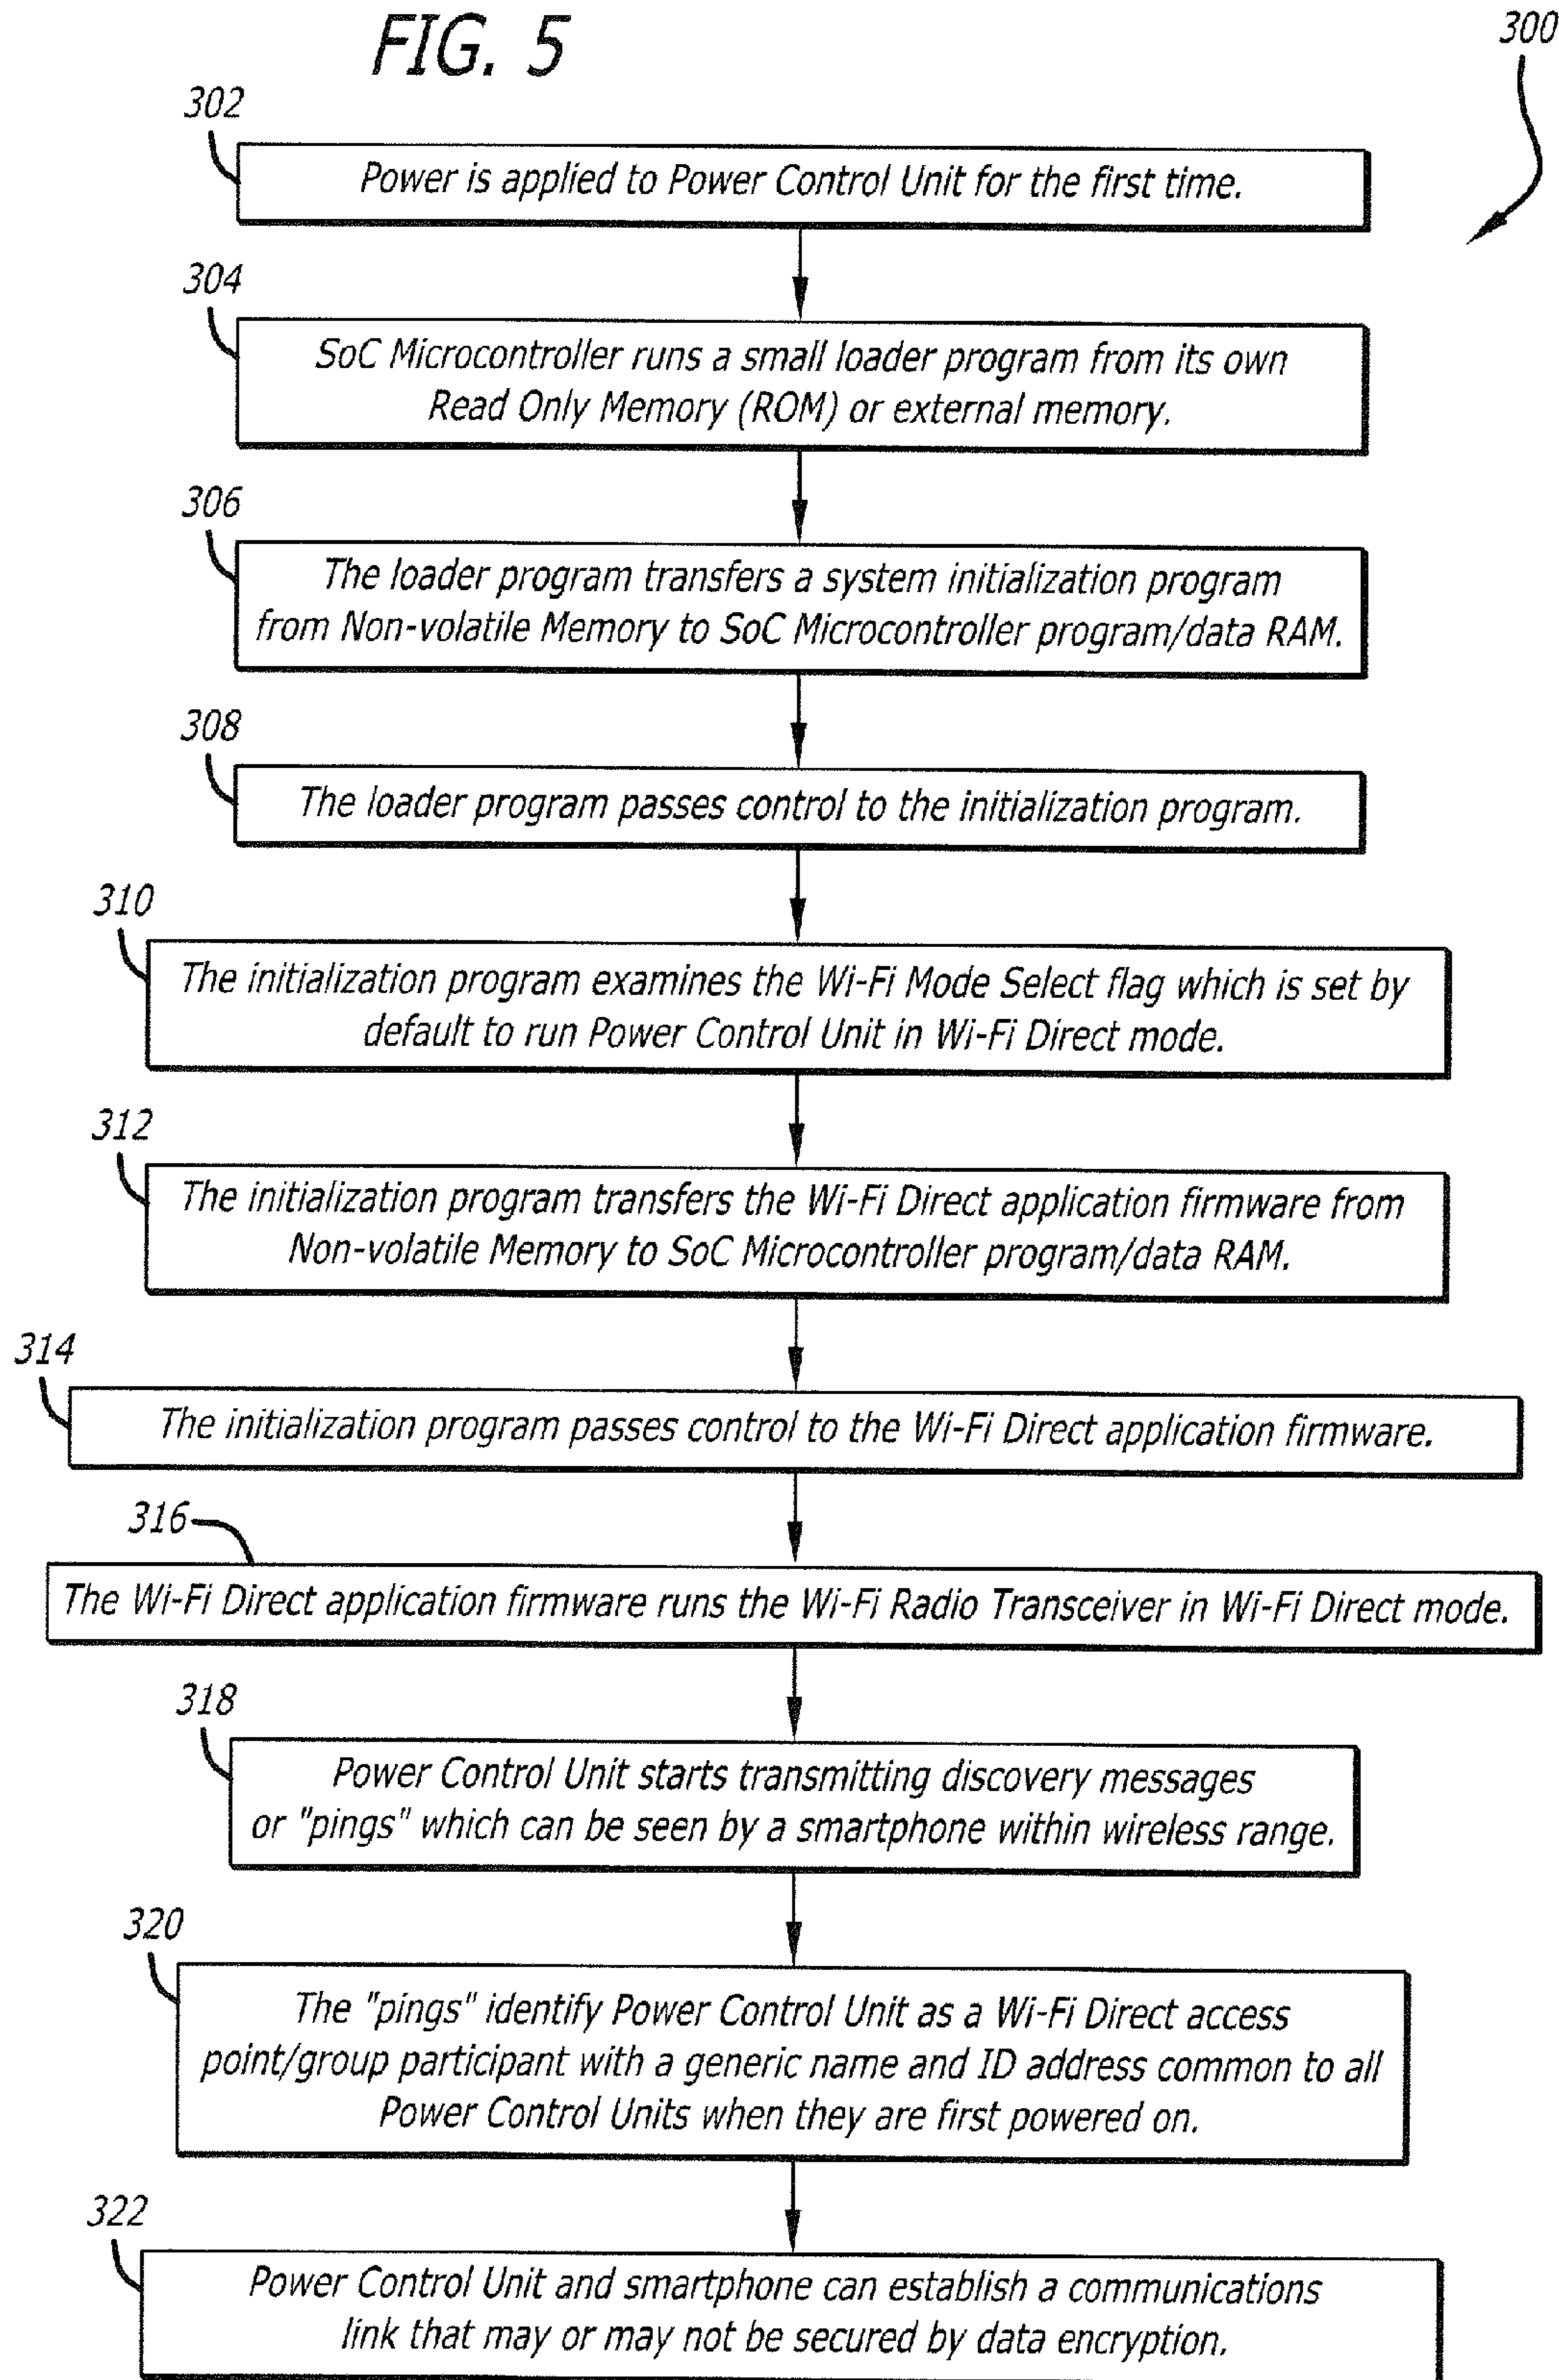 FIG. 5
300
302
Power is applied to Power Control Unit for the first time.
304
SoC Microcontroller runs a small loader program from its own
Read Only Memory (ROM) or external memory.
306
The loader program transfers a system initialization program
from Non-volatile Memory to SoC Microcontroller program/data RAM.
308
The loader program passes control to the initialization program.
310
The initialization program examines the Wi-Fi Mode Select flag which is set by
default to run Power Control Unit in Wi-Fi Direct mode.
312
The initialization program transfers the Wi-Fi Direct application firmware from
Non-volatile Memory to SoC Microcontroller program/data RAM.
314
The initialization program passes control to the Wi-Fi Direct application firmware.
316
The Wi-Fi Direct application firmware runs the Wi-Fi Radio Transceiver in Wi-Fi Direct mode.
318
Power Control Unit starts transmitting discovery messages
or "pings" which can be seen by a smartphone within wireless range.
320
The "pings" identify Power Control Unit as a Wi-Fi Direct access
point/group participant with a generic name and ID address common to all
Power Control Units when they are first powered on.
322
Power Control Unit and smartphone can establish a communications
link that may or may not be secured by data encryption.